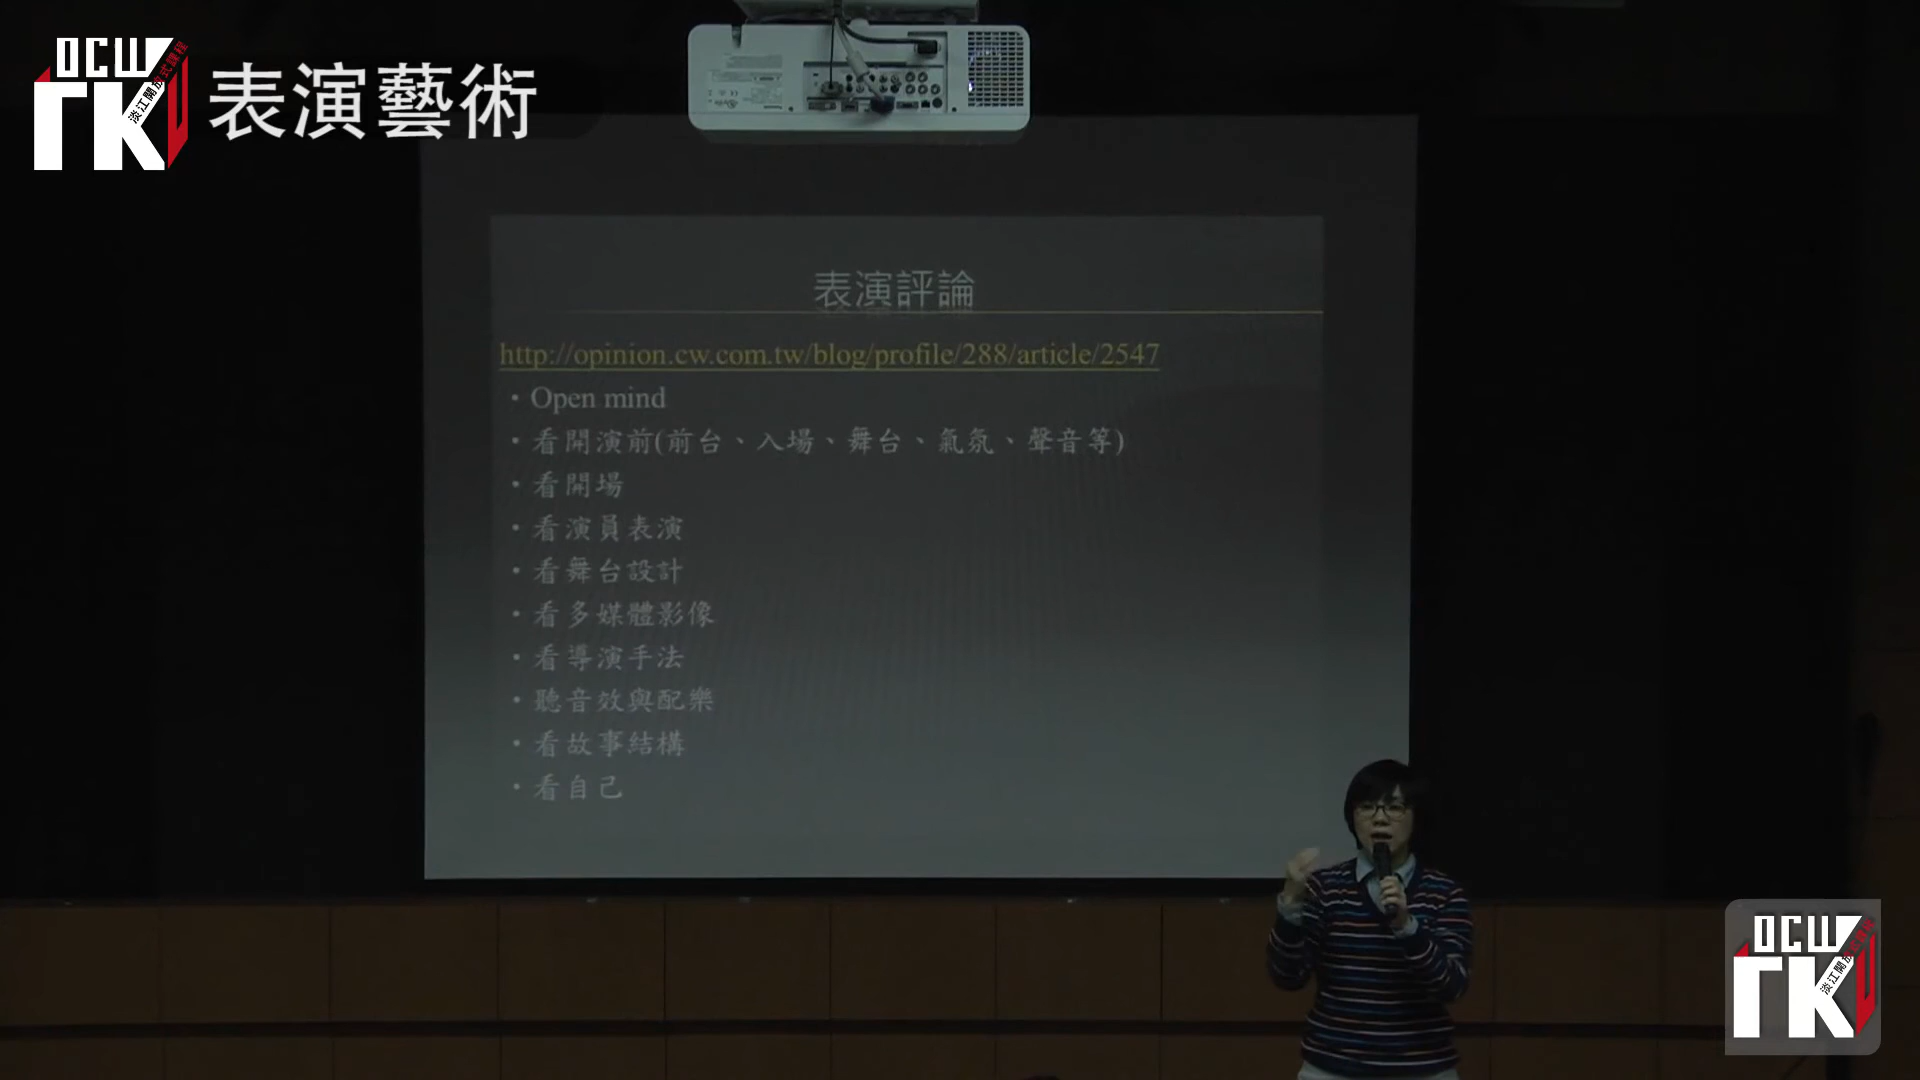 OCW
TKU
淡江開放式課程
表演藝術
表演評論
http://opinion.cw.com.tw/blog/profile/288/article/2547
• Open mind
• 看開演前(前台、入場、舞台、氣氛、聲音等)
• 看開場
• 看演員表演
• 看舞台設計
• 看多媒體影像
• 看導演手法
• 聽音效與配樂
• 看故事結構
• 看自己
OCW
TKU
淡江開放式課程